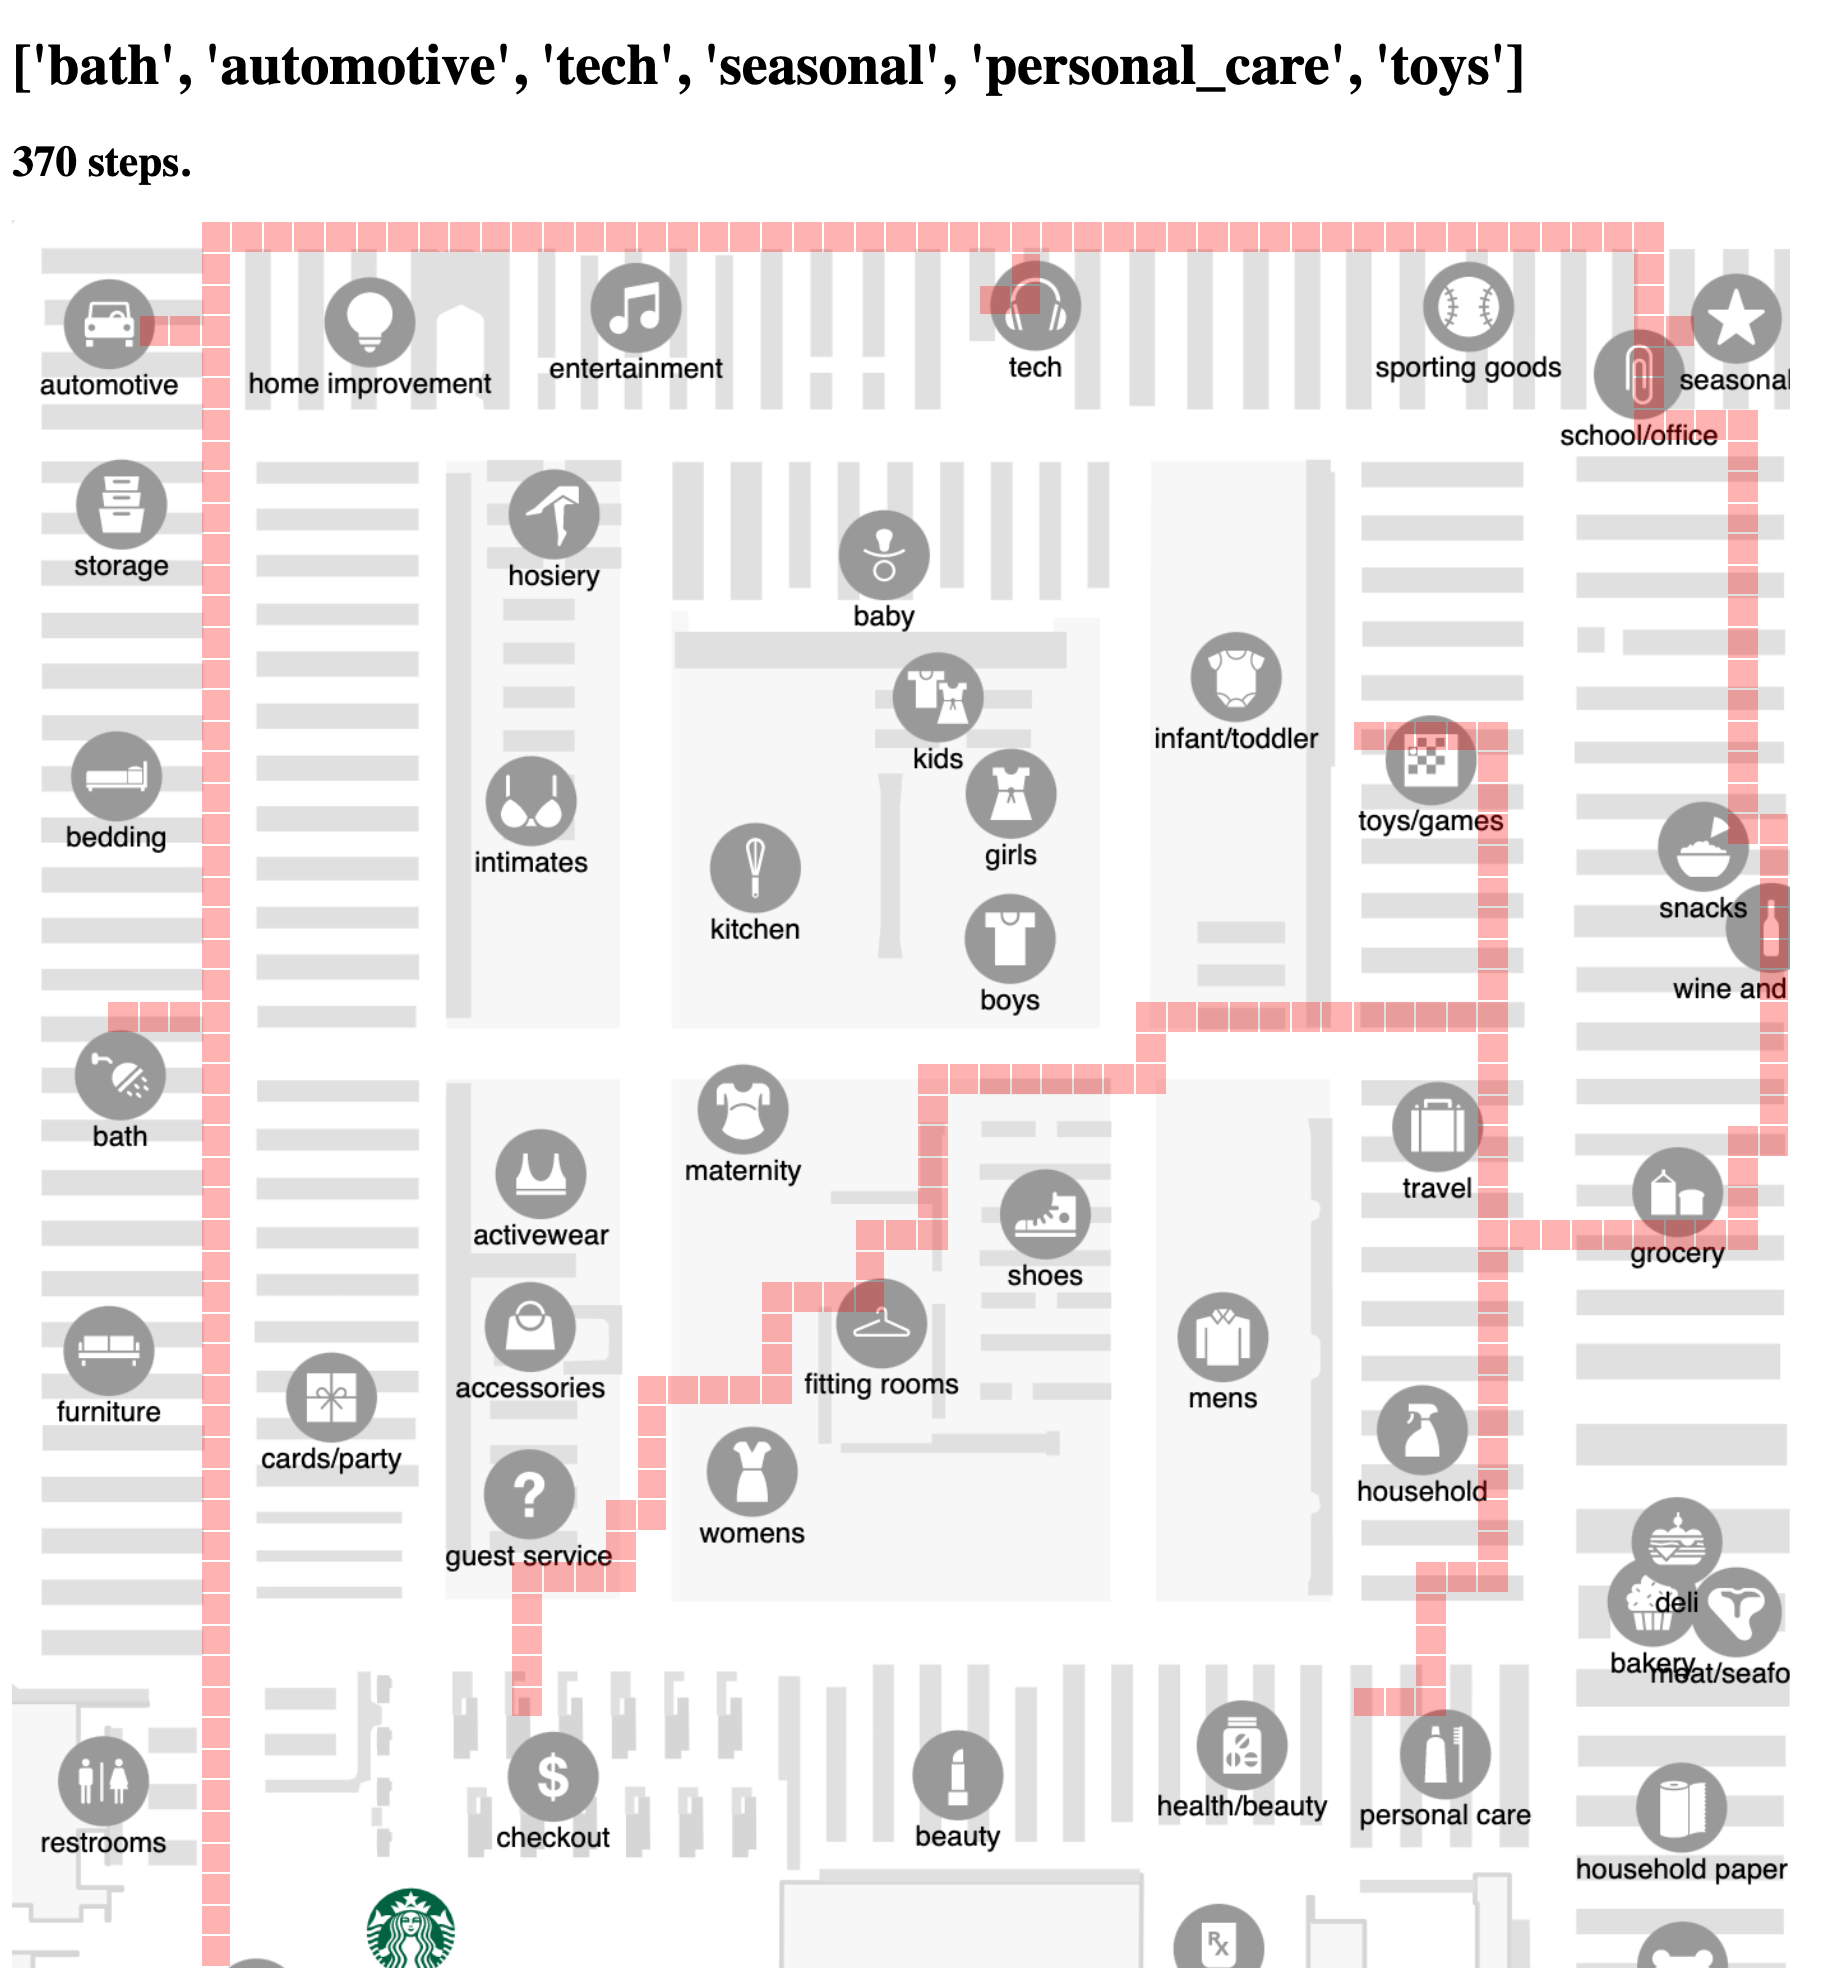 ['bath', 'automotive', 'tech', 'seasonal', 'personal_care', 'toys']
370 steps.
automotive
home improvement
entertainment
tech
sporting goods
seasonal
school/office
storage
hosiery
baby
infant/toddler
kids
toys/games
bedding
intimates
girls
kitchen
snacks
wine and
boys
bath
maternity
travel
activewear
shoes
grocery
furniture
accessories
fitting rooms
mens
cards/party
household
?
guest service
womens
deli
bakery
meat/seafo
$
restrooms
checkout
beauty
health/beauty
personal care
household paper
Rx